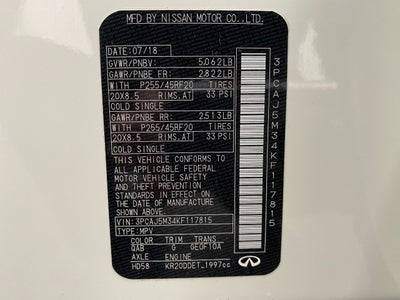 MFD BY NISSAN MOTOR CO.,LTD.
DATE: 07/18
GVWR/PNBV: 5,062LB
GAWR/PNBE FR: 2,822LB
WITH P255/45RF20 TIRES
20X8.5 RIMS.AT 33 PSI
COLD SINGLE
GAWR/PNBE RR: 2,513LB
WITH P255/45RF20 TIRES
20X8.5 RIMS.AT 33 PSI
COLD SINGLE
THIS VEHICLE CONFORMS TO
ALL APPLICABLE FEDERAL
MOTOR VEHICLE SAFETY
AND THEFT PREVENTION
STANDARDS IN EFFECT ON
THE DATE OF MANUFACTURE
SHOWN ABOVE.
VIN: 3PCAJ5M34KF117815
TYPE: MPV
COLOR TRIM TRANS
QAB G
AXLE ENGINE
HD58 KR20DDET_1997cc
INFINITI
3PCAJ5M34KF117815